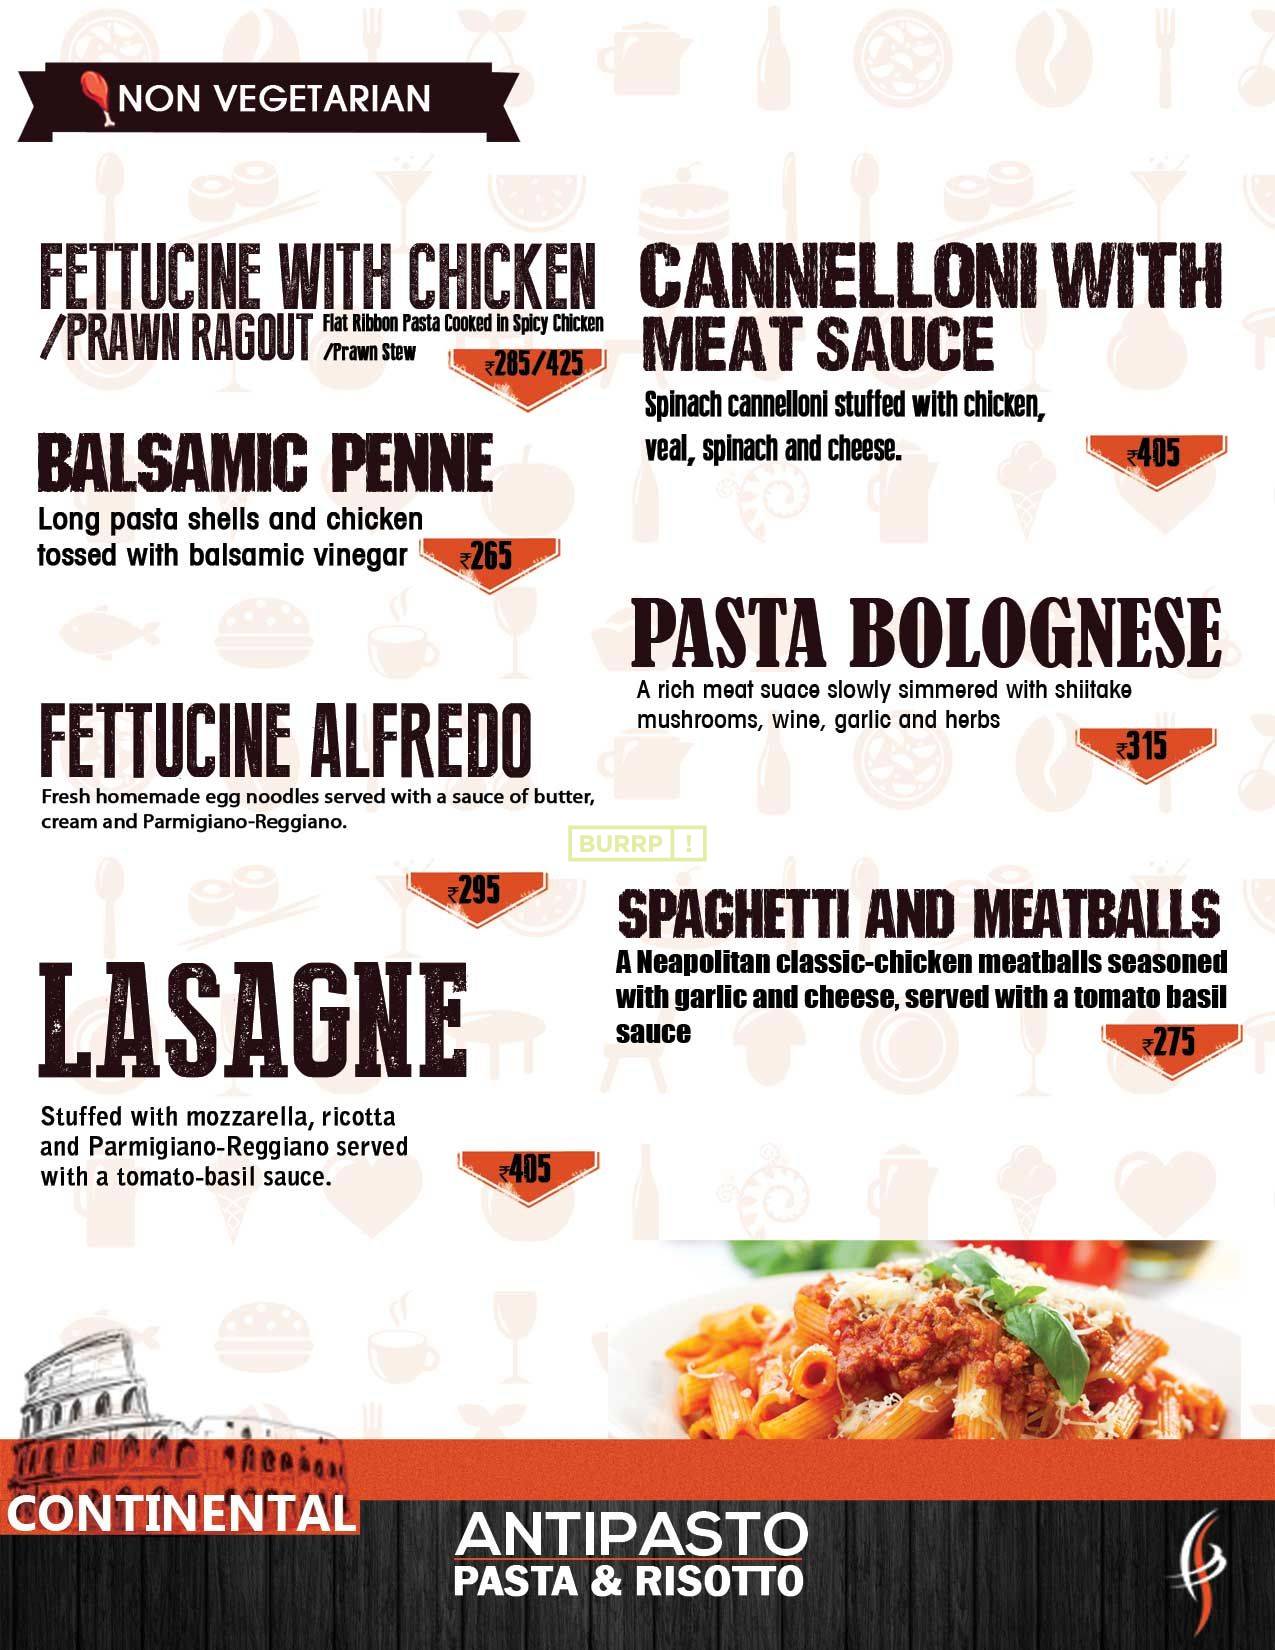 NON VEGETARIAN
FETTUCINE WITH CHICKEN
/PRAWN RAGOUT Flat Ribbon Pasta Cooked in Spicy Chicken
/Prawn Stew
₹285/425
BALSAMIC PENNE
Long pasta shells and chicken
tossed with balsamic vinegar
₹265
FETTUCINE ALFREDO
Fresh homemade egg noodles served with a sauce of butter,
cream and Parmigiano-Reggiano.
₹295
LASAGNE
Stuffed with mozzarella, ricotta
and Parmigiano-Reggiano served
with a tomato-basil sauce.
₹405
CANNELLONI WITH
MEAT SAUCE
Spinach cannelloni stuffed with chicken,
veal, spinach and cheese.
₹405
PASTA BOLOGNESE
A rich meat suace slowly simmered with shiitake
mushrooms, wine, garlic and herbs
₹315
BURRP !
SPAGHETTI AND MEATBALLS
A Neapolitan classic-chicken meatballs seasoned
with garlic and cheese, served with a tomato basil
sauce
₹275
CONTINENTAL
ANTIPASTO
PASTA & RISOTTO